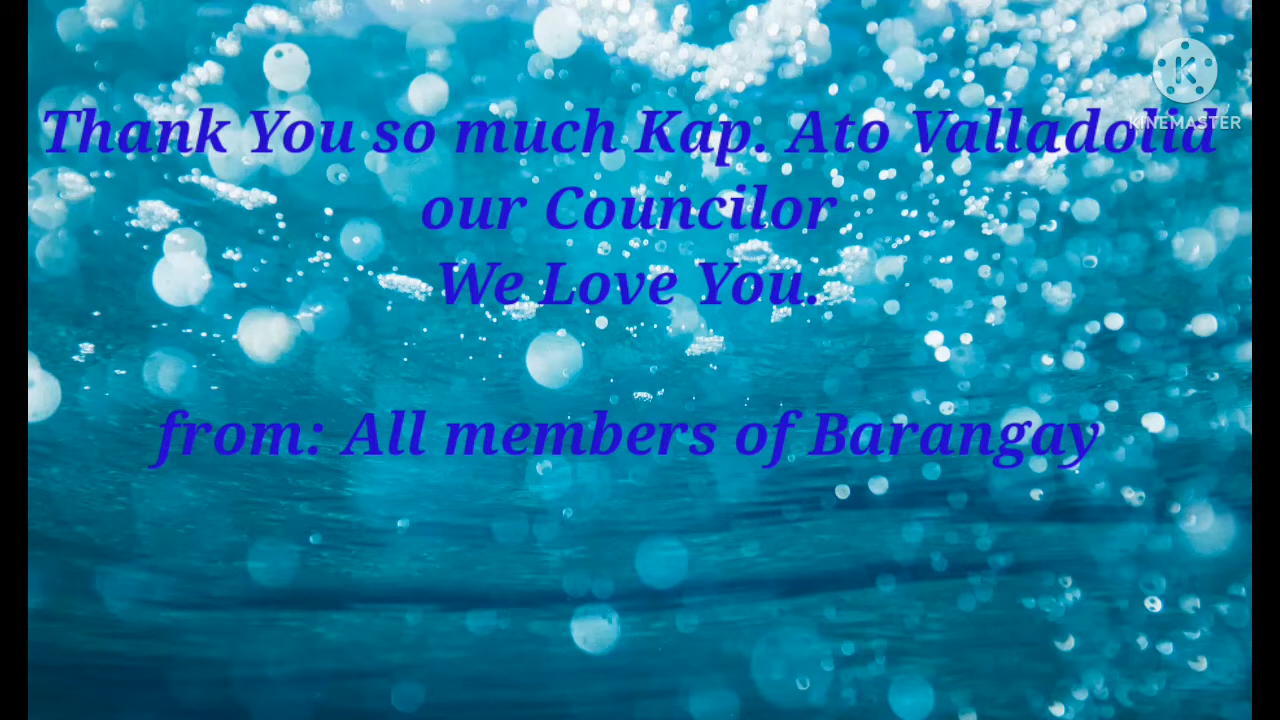 KINEMASTER
Thank You so much Kap. Ato Valladolid
our Councilor
We Love You.
from: All members of Barangay